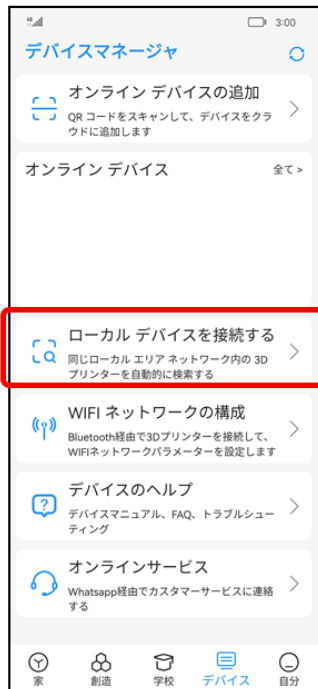 3:00
デバイスマネージャ
オンライン デバイスの追加
QR コードをスキャンして、デバイスをクラ
ウドに追加します
オンライン デバイス
全て >
ローカル デバイスを接続する
同じローカル エリア ネットワーク内の 3D
プリンターを自動的に検索する
WIFI ネットワークの構成
Bluetooth経由で3Dプリンターを接続して、
WIFIネットワークパラメーターを設定します
デバイスのヘルプ
デバイスマニュアル、FAQ、トラブルシュー
ティング
オンラインサービス
Whatsapp経由でカスタマーサービスに連絡
する
家 創造 学校 デバイス 自分